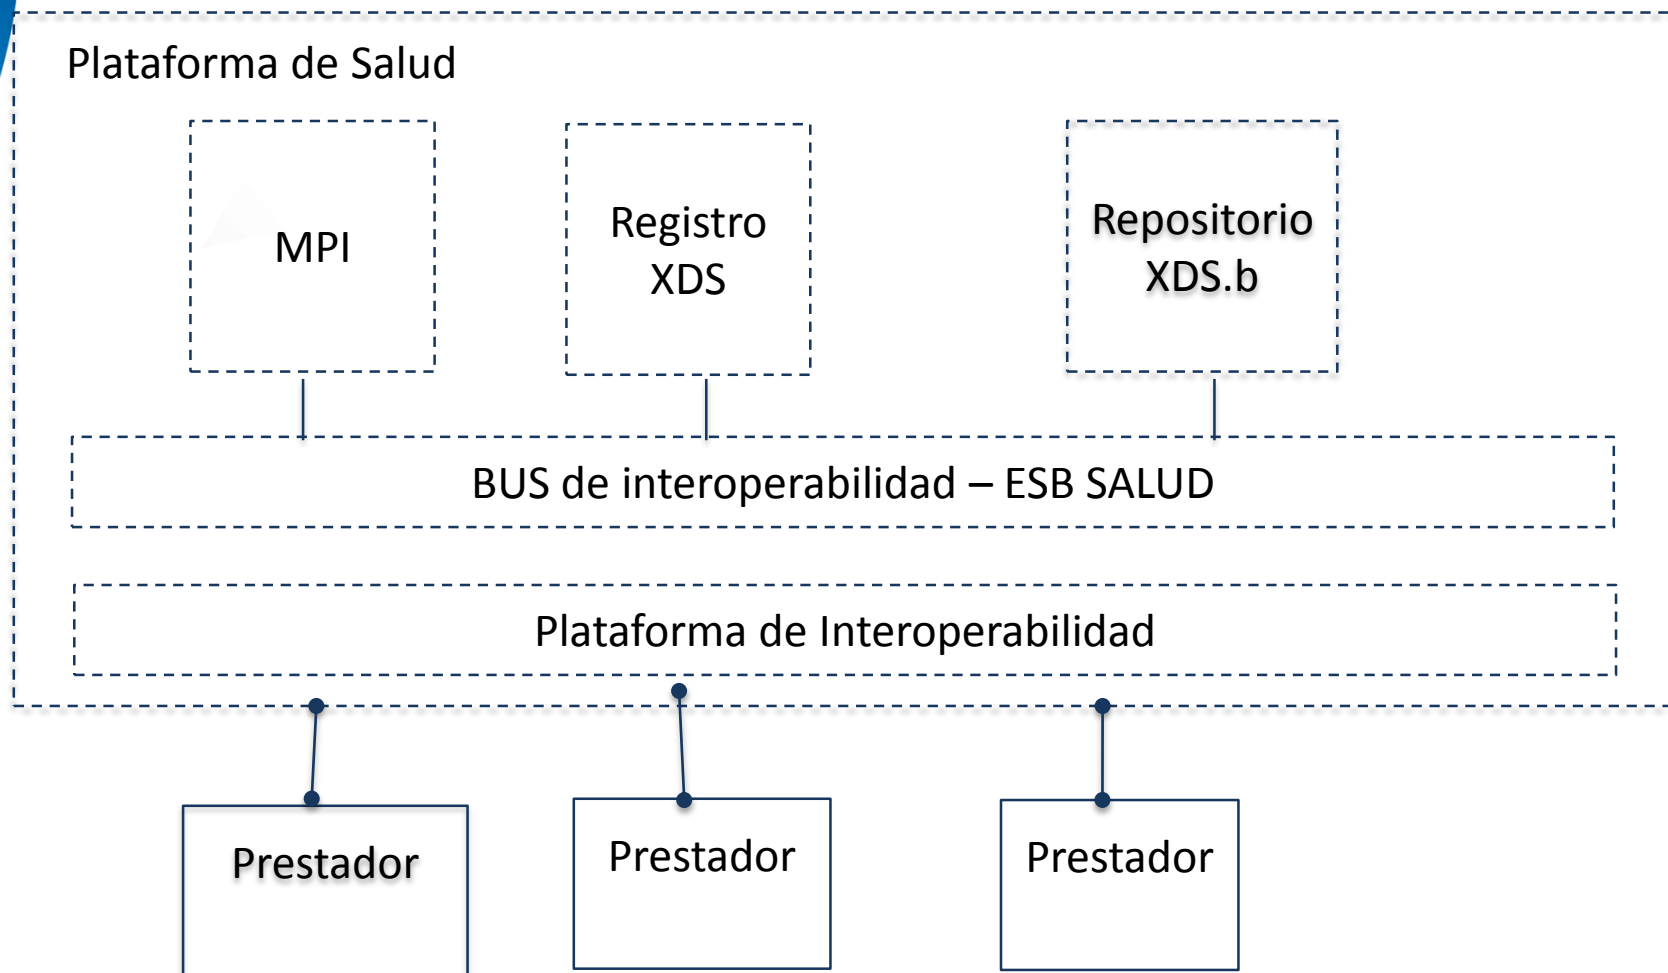 Plataforma de Salud
MPI
Registro
XDS
Repositorio
XDS.b
BUS de interoperabilidad – ESB SALUD
Plataforma de Interoperabilidad
Prestador
Prestador
Prestador